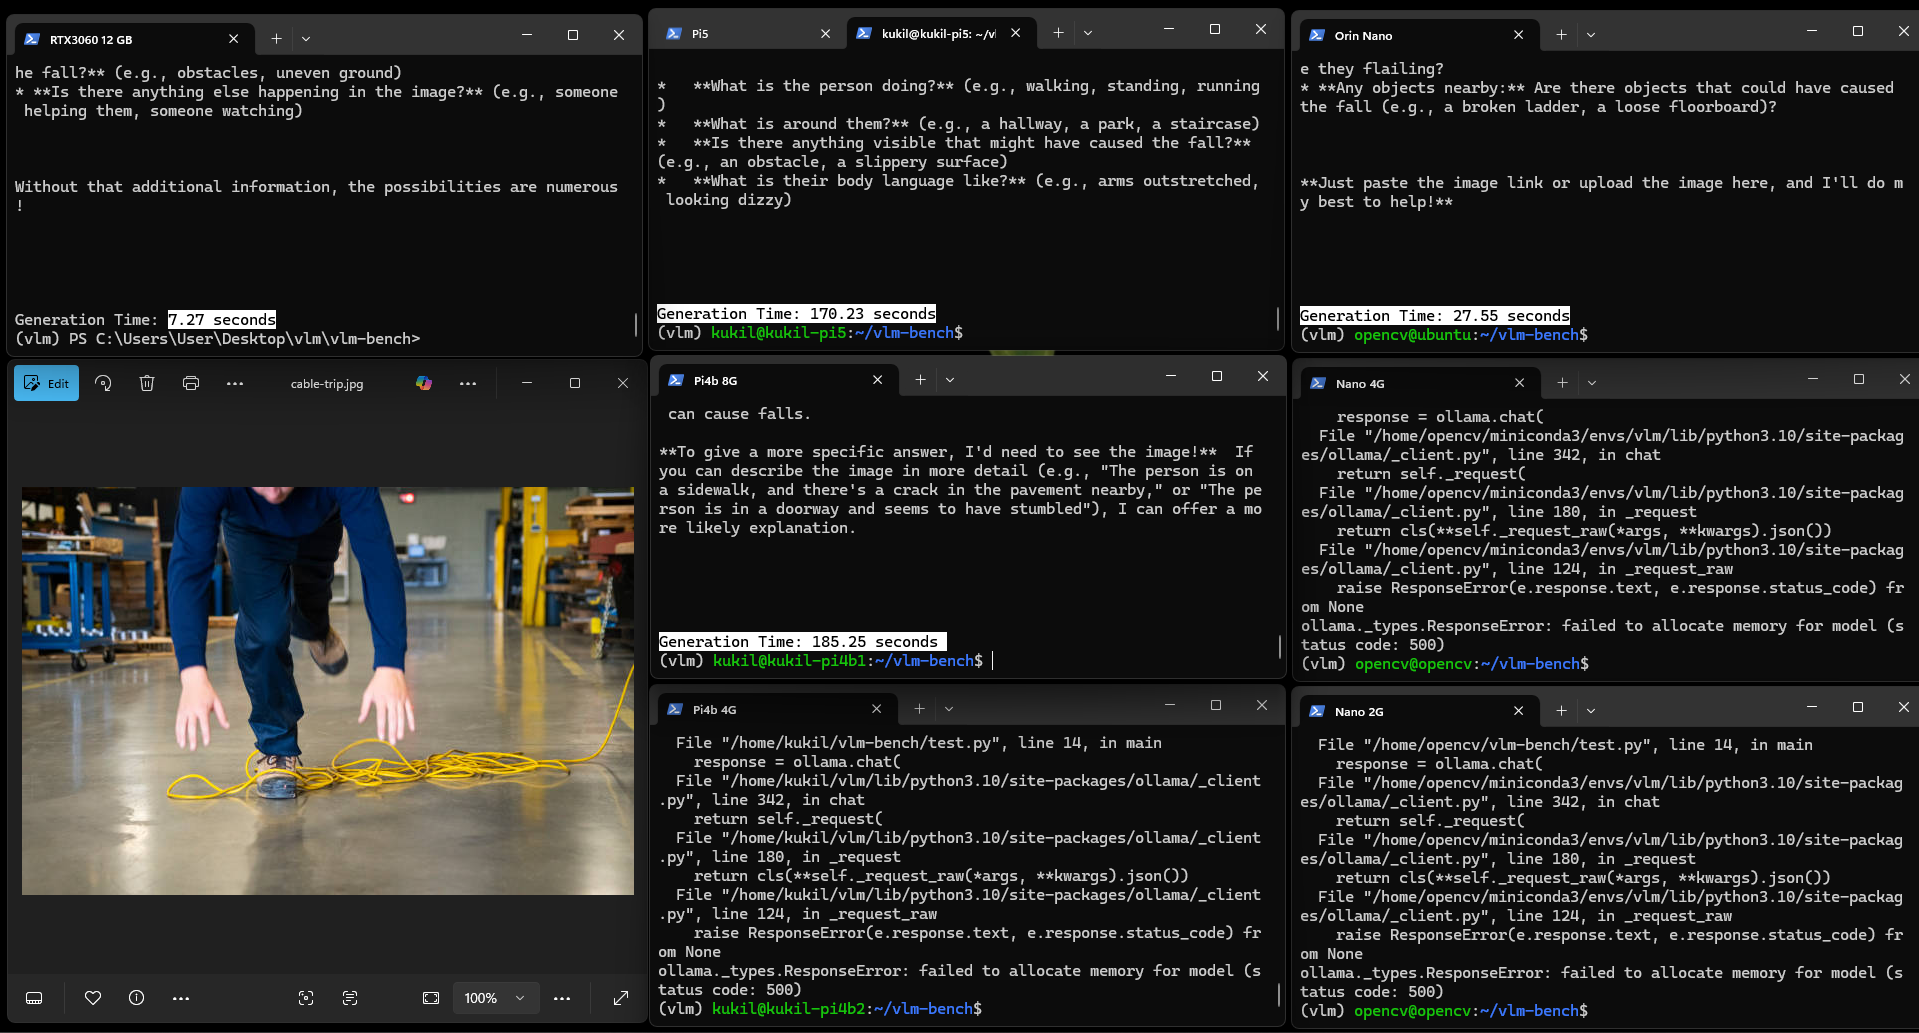 RTX3060 12 GB
he fall?** (e.g., obstacles, uneven ground)
* **Is there anything else happening in the image?** (e.g., someone
helping them, someone watching)
Without that additional information, the possibilities are numerous
!
Generation Time: 7.27 seconds
(vlm) PS C:\Users\User\Desktop\vlm\vlm-bench>
Pi5
kukil@kukil-pi5: ~/vl
*   **What is the person doing?** (e.g., walking, standing, running
)
*   **What is around them?** (e.g., a hallway, a park, a staircase)
*   **Is there anything visible that might have caused the fall?**
(e.g., an obstacle, a slippery surface)
*   **What is their body language like?** (e.g., arms outstretched,
looking dizzy)
Generation Time: 170.23 seconds
(vlm) kukil@kukil-pi5:~/vlm-bench$
Orin Nano
e they flailing?
* **Any objects nearby:** Are there objects that could have caused
the fall (e.g., a broken ladder, a loose floorboard)?
**Just paste the image link or upload the image here, and I'll do m
y best to help!**
Generation Time: 27.55 seconds
(vlm) opencv@ubuntu:~/vlm-bench$
Edit
cable-trip.jpg
100%
Pi4b 8G
can cause falls.
**To give a more specific answer, I'd need to see the image!**  If
you can describe the image in more detail (e.g., "The person is on
a sidewalk, and there's a crack in the pavement nearby," or "The pe
rson is in a doorway and seems to have stumbled"), I can offer a mo
re likely explanation.
Generation Time: 185.25 seconds
(vlm) kukil@kukil-pi4b1:~/vlm-bench$
Nano 4G
response = ollama.chat(
File "/home/opencv/miniconda3/envs/vlm/lib/python3.10/site-packag
es/ollama/_client.py", line 342, in chat
return self._request(
File "/home/opencv/miniconda3/envs/vlm/lib/python3.10/site-packag
es/ollama/_client.py", line 180, in _request
return cls(**self._request_raw(*args, **kwargs).json())
File "/home/opencv/miniconda3/envs/vlm/lib/python3.10/site-packag
es/ollama/_client.py", line 124, in _request_raw
raise ResponseError(e.response.text, e.response.status_code) fr
om None
ollama._types.ResponseError: failed to allocate memory for model (s
tatus code: 500)
(vlm) opencv@opencv:~/vlm-bench$
Pi4b 4G
File "/home/kukil/vlm-bench/test.py", line 14, in main
response = ollama.chat(
File "/home/kukil/vlm/lib/python3.10/site-packages/ollama/_client
.py", line 342, in chat
return self._request(
File "/home/kukil/vlm/lib/python3.10/site-packages/ollama/_client
.py", line 180, in _request
return cls(**self._request_raw(*args, **kwargs).json())
File "/home/kukil/vlm/lib/python3.10/site-packages/ollama/_client
.py", line 124, in _request_raw
raise ResponseError(e.response.text, e.response.status_code) fr
om None
ollama._types.ResponseError: failed to allocate memory for model (s
tatus code: 500)
(vlm) kukil@kukil-pi4b2:~/vlm-bench$
Nano 2G
File "/home/opencv/vlm-bench/test.py", line 14, in main
response = ollama.chat(
File "/home/opencv/miniconda3/envs/vlm/lib/python3.10/site-packag
es/ollama/_client.py", line 342, in chat
return self._request(
File "/home/opencv/miniconda3/envs/vlm/lib/python3.10/site-packag
es/ollama/_client.py", line 180, in _request
return cls(**self._request_raw(*args, **kwargs).json())
File "/home/opencv/miniconda3/envs/vlm/lib/python3.10/site-packag
es/ollama/_client.py", line 124, in _request_raw
raise ResponseError(e.response.text, e.response.status_code) fr
om None
ollama._types.ResponseError: failed to allocate memory for model (s
tatus code: 500)
(vlm) opencv@opencv:~/vlm-bench$